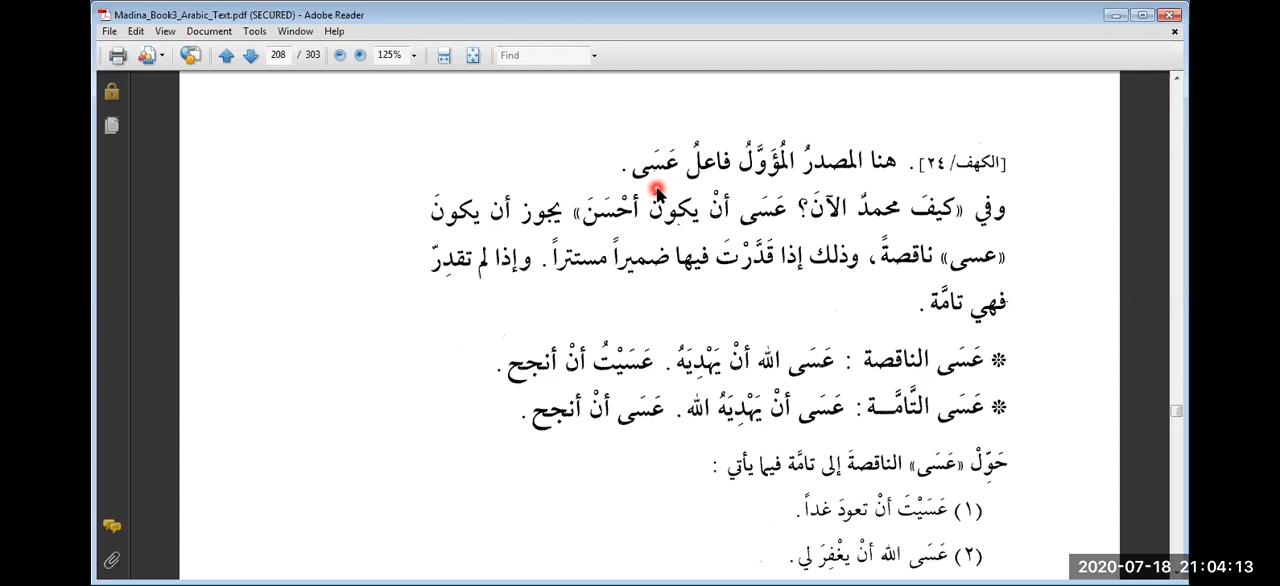 Madina_Book3_Arabic_Text.pdf (SECURED) - Adobe Reader
File Edit View Document Tools Window Help
208 / 303 125% Find
[الكهف/ ٢٤] . هنا المصدرُ المُؤَوَّلُ فاعلُ عَسَى .
وفي «كيفَ محمدٌ الآنَ؟ عَسَى أنْ يكونَ أحْسَنَ» يجوز أن يكونَ
«عسى» ناقصةً، وذلك إذا قَدَّرْتَ فيها ضميراً مستتراً . وإذا لم تقدِرّ
فهي تامَّة .
❊ عَسَى الناقصة : عَسَى الله أنْ يَهْدِيَهُ . عَسَيْتُ أنْ أنجح .
❊ عَسَى التَّامَّـــة : عَسَى أنْ يَهْدِيَهُ الله . عَسَى أنْ أنجح .
حَوِّلْ «عَسَى» الناقصةَ إلى تامَّة فيما يأتي :
(١) عَسَيْتَ أنْ تعودَ غداً.
(٢) عَسَى الله أنْ يغْفِرَ لي .
2020-07-18 21:04:13